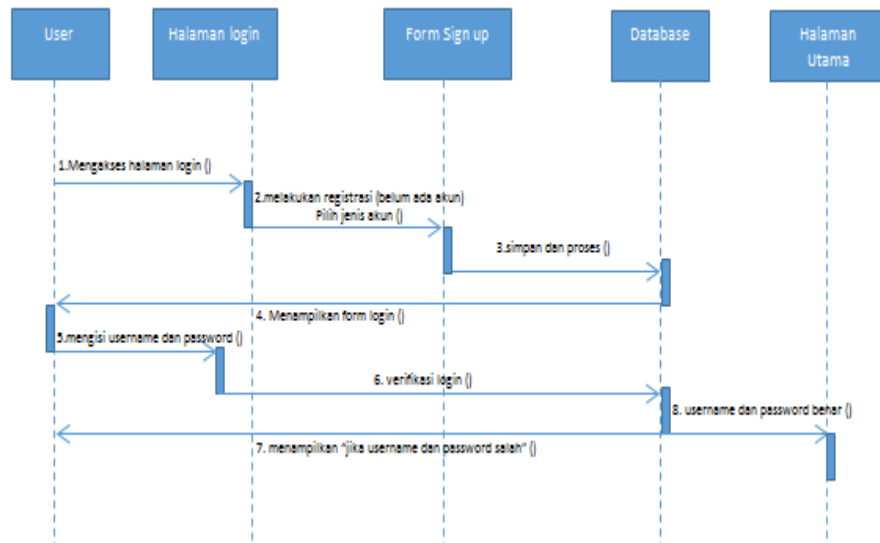 User
Halaman login
Form Sign up
Database
Halaman
Utama
1.Mengakses halaman login ()
2.melakukan registrasi (belum ada akun)
Pilih jenis akun ()
3.simpan dan proses ()
4. Menampilkan form login ()
5.mengisi username dan password ()
6. verifikasi login ()
8. username dan password benar ()
7. menampilkan "jika username dan password salah" ()